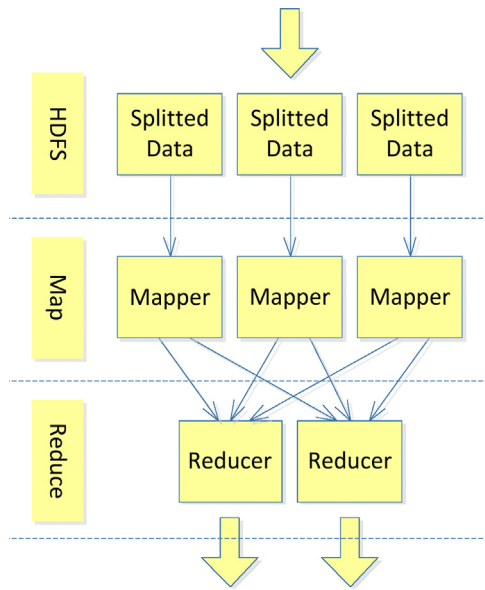 HDFS
Splitted
Data
Splitted
Data
Splitted
Data
Map
Mapper
Mapper
Mapper
Reduce
Reducer
Reducer